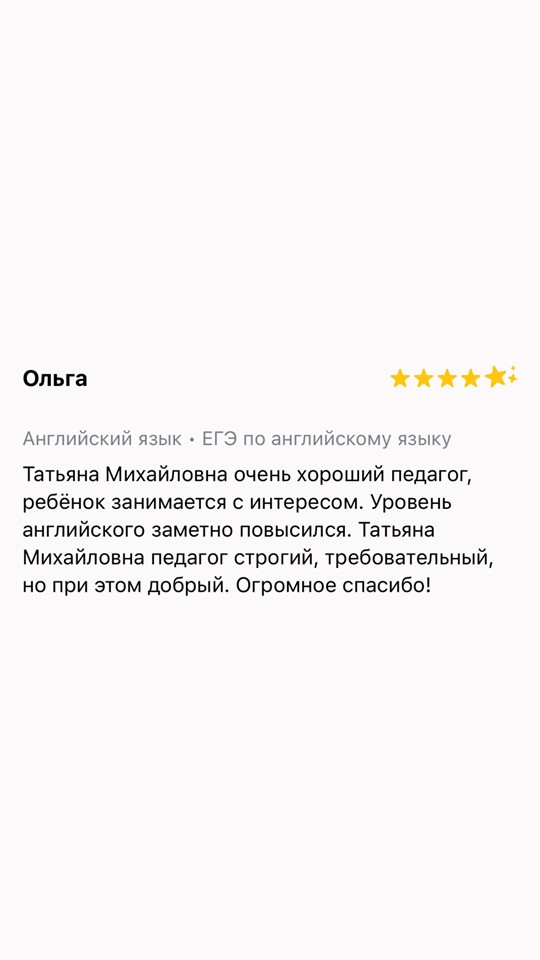 Ольга
Английский язык • ЕГЭ по английскому языку
Татьяна Михайловна очень хороший педагог,
ребёнок занимается с интересом. Уровень
английского заметно повысился. Татьяна
Михайловна педагог строгий, требовательный,
но при этом добрый. Огромное спасибо!